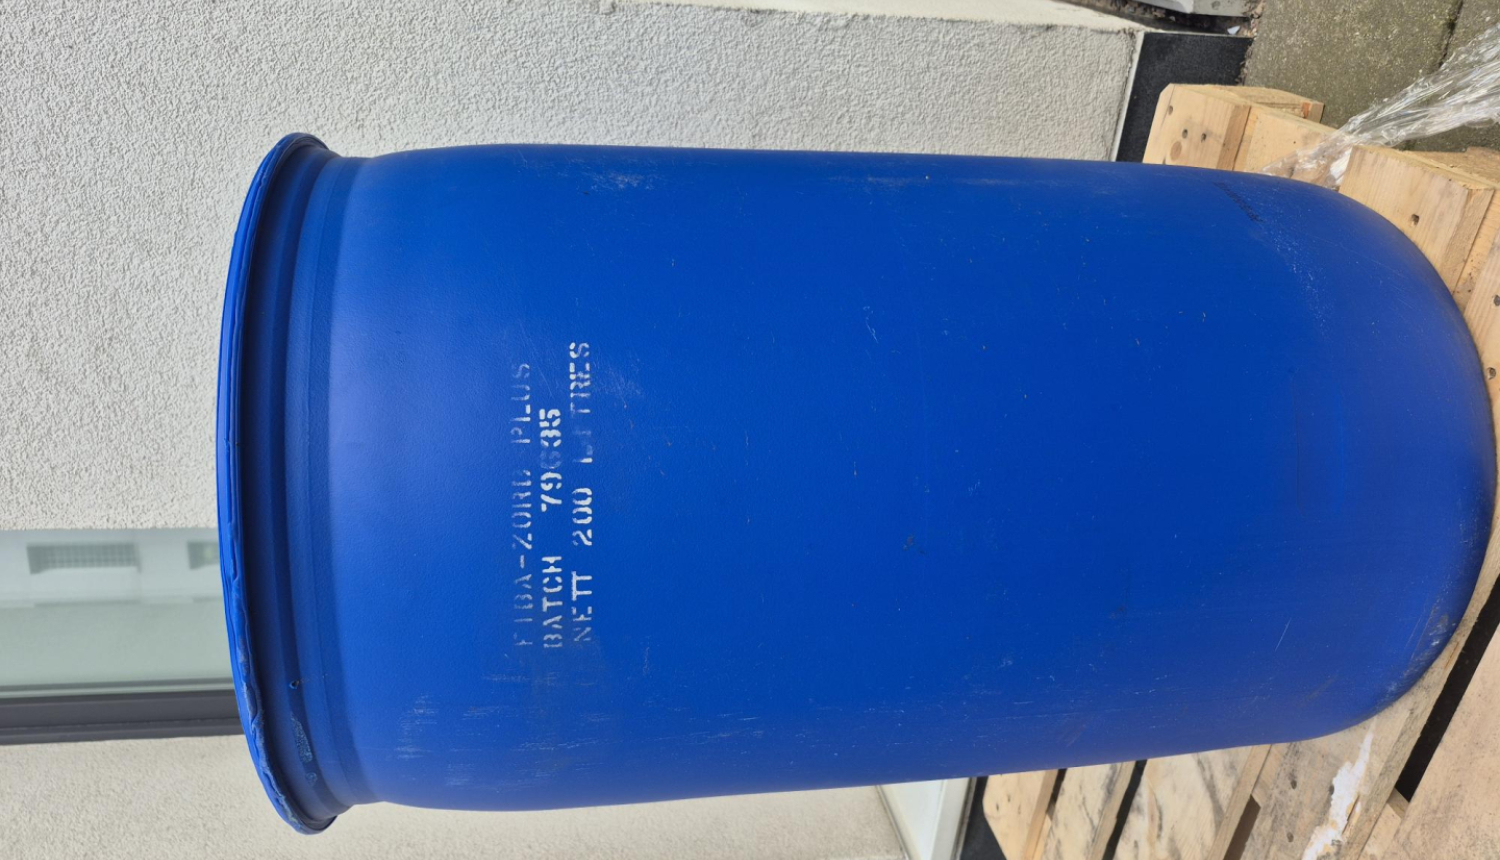 FIBA-ZORB PLUS
BATCH 79635
NETT 200 LITRES